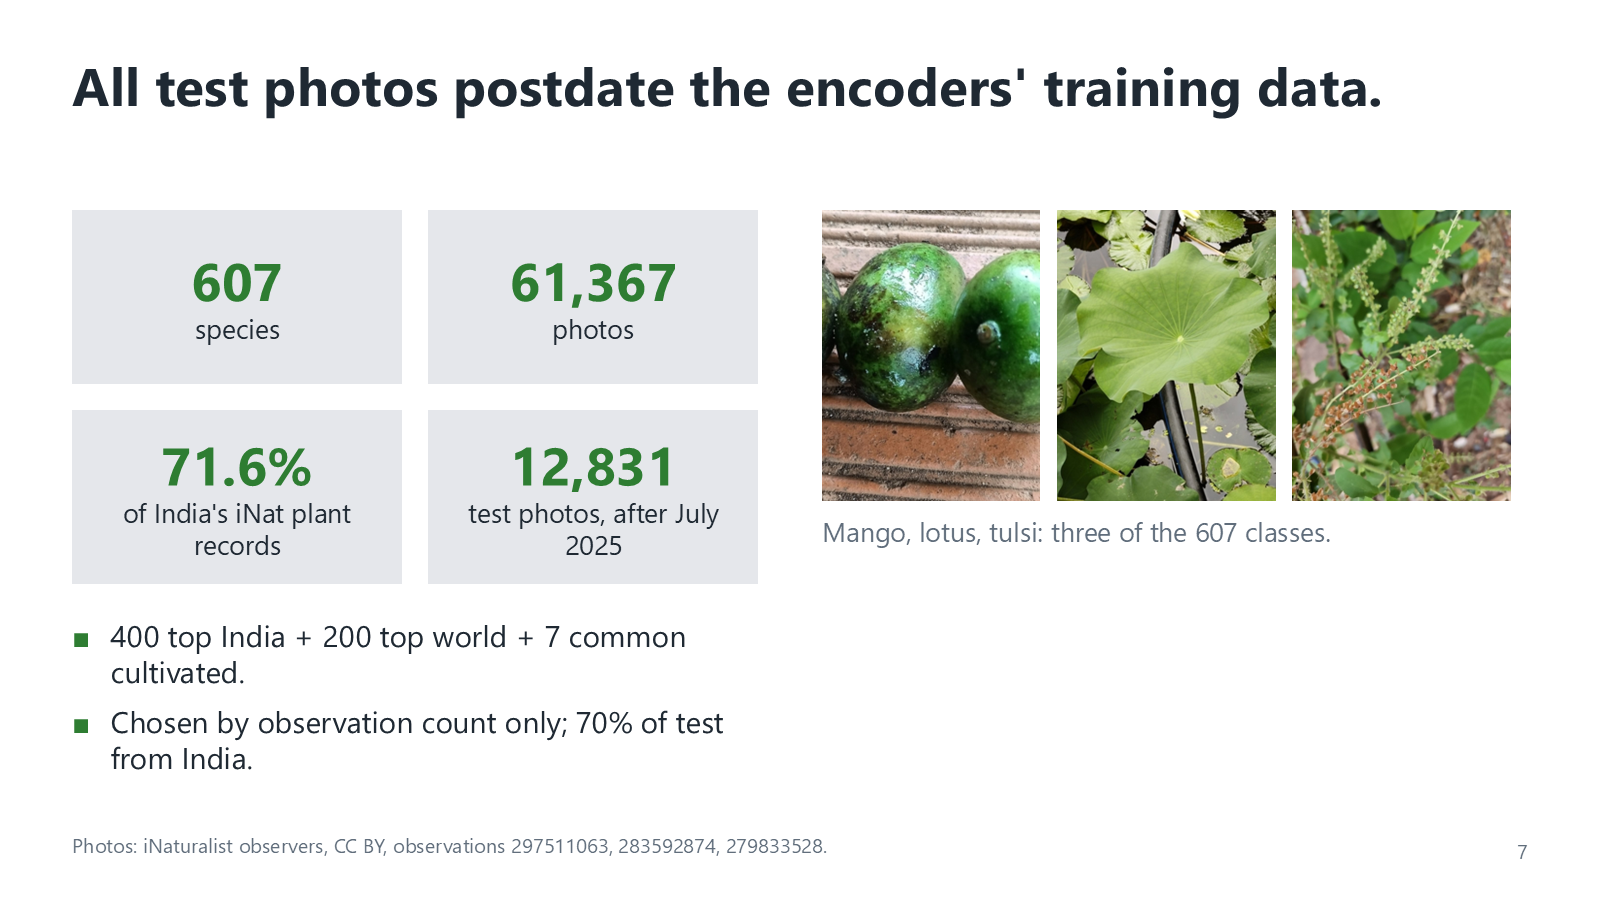 All test photos postdate the encoders' training data.
607
species
61,367
photos
71.6%
of India's iNat plant
records
12,831
test photos, after July
2025
Mango, lotus, tulsi: three of the 607 classes.
■ 400 top India + 200 top world + 7 common
cultivated.
■ Chosen by observation count only; 70% of test
from India.
Photos: iNaturalist observers, CC BY, observations 297511063, 283592874, 279833528.
7